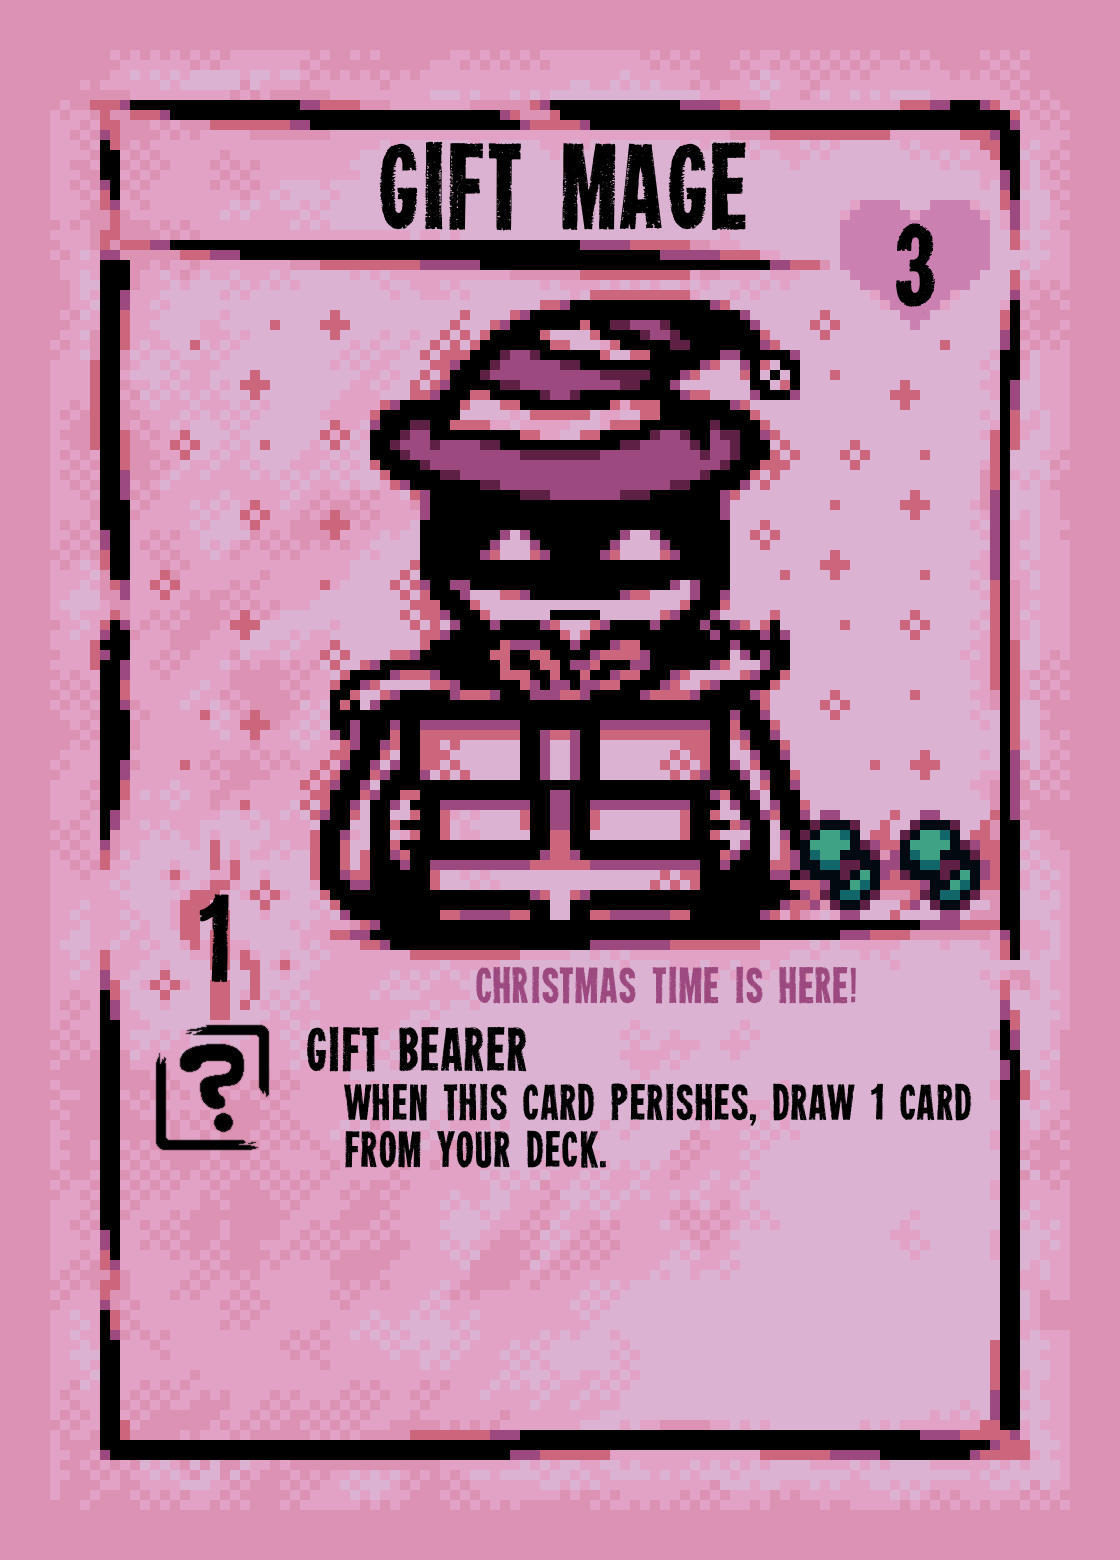 GIFT MAGE
3
1
CHRISTMAS TIME IS HERE!
?
GIFT BEARER
WHEN THIS CARD PERISHES, DRAW 1 CARD
FROM YOUR DECK.